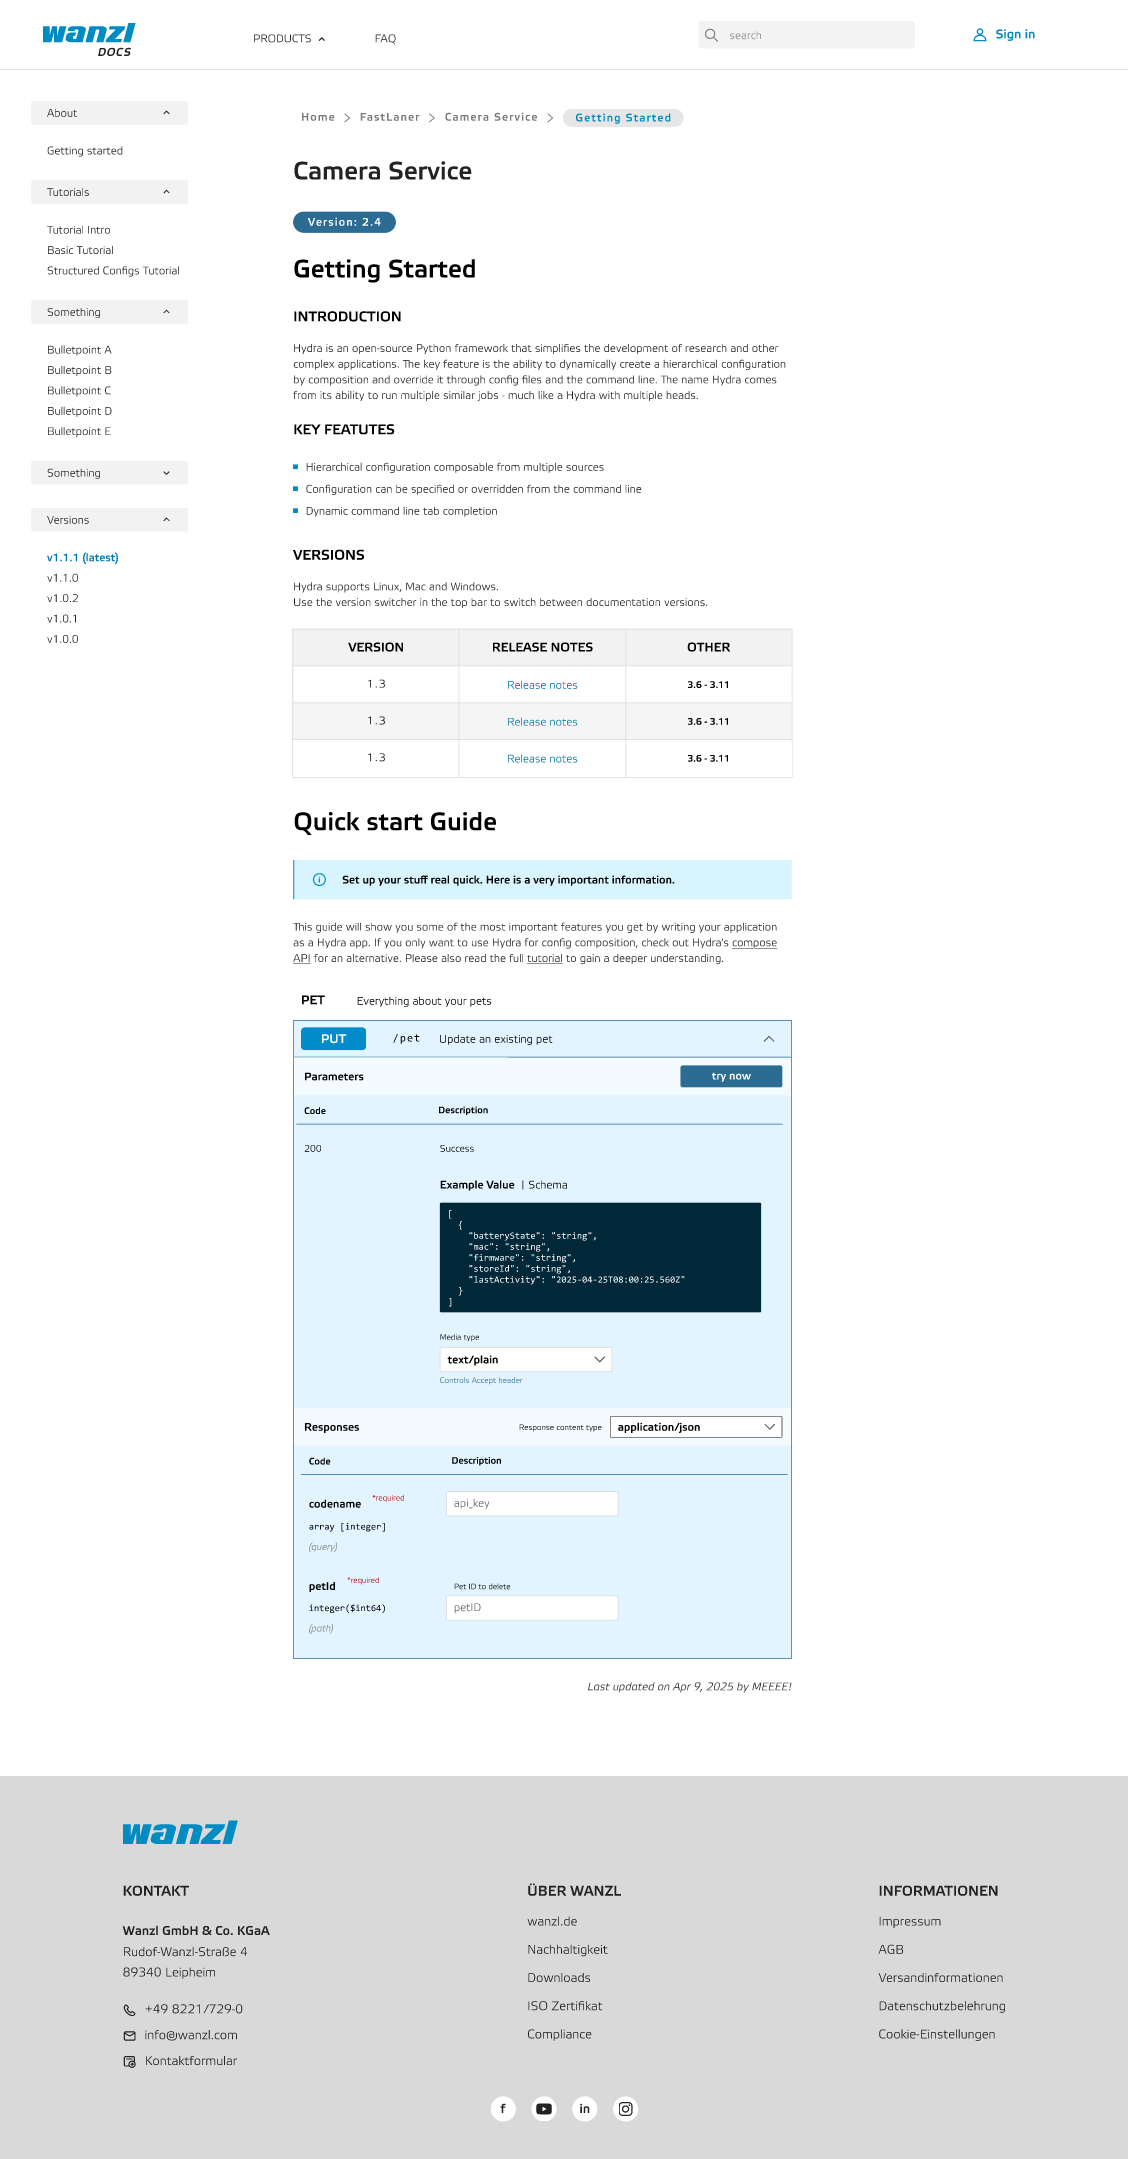 wanzl
DOCS
PRODUCTS
FAQ
search
Sign in
About
Getting started
Tutorials
Tutorial Intro
Basic Tutorial
Structured Configs Tutorial
Something
Bulletpoint A
Bulletpoint B
Bulletpoint C
Bulletpoint D
Bulletpoint E
Something
Versions
v1.1.1 (latest)
v1.1.0
v1.0.2
v1.0.1
v1.0.0
Home > FastLaner > Camera Service > Getting Started
Camera Service
Version: 2.4
Getting Started
INTRODUCTION
Hydra is an open-source Python framework that simplifies the development of research and other
complex applications. The key feature is the ability to dynamically create a hierarchical configuration
by composition and override it through config files and the command line. The name Hydra comes
from its ability to run multiple similar jobs - much like a Hydra with multiple heads.
KEY FEATUTES
Hierarchical configuration composable from multiple sources
Configuration can be specified or overridden from the command line
Dynamic command line tab completion
VERSIONS
Hydra supports Linux, Mac and Windows.
Use the version switcher in the top bar to switch between documentation versions.
VERSION RELEASE NOTES OTHER
1.3 Release notes 3.6 - 3.11
1.3 Release notes 3.6 - 3.11
1.3 Release notes 3.6 - 3.11
Quick start Guide
Set up your stuff real quick. Here is a very important information.
This guide will show you some of the most important features you get by writing your application
as a Hydra app. If you only want to use Hydra for config composition, check out Hydra's compose
API for an alternative. Please also read the full tutorial to gain a deeper understanding.
PET Everything about your pets
PUT /pet Update an existing pet
Parameters try now
Code Description
200 Success
Example Value | Schema
[
{
"batteryState": "string",
"mac": "string",
"firmware": "string",
"storeId": "string",
"lastActivity": "2025-04-25T08:00:25.560Z"
}
]
Media type
text/plain
Controls Accept header
Responses Response content type application/json
Code Description
codename *required api_key
array [integer]
(query)
petId *required Pet ID to delete
integer($int64) petID
(path)
Last updated on Apr 9, 2025 by MEEEE!
wanzl
KONTAKT
Wanzl GmbH & Co. KGaA
Rudof-Wanzl-Straße 4
89340 Leipheim
+49 8221/729-0
info@wanzl.com
Kontaktformular
ÜBER WANZL
wanzl.de
Nachhaltigkeit
Downloads
ISO Zertifikat
Compliance
INFORMATIONEN
Impressum
AGB
Versandinformationen
Datenschutzbelehrung
Cookie-Einstellungen
f
in